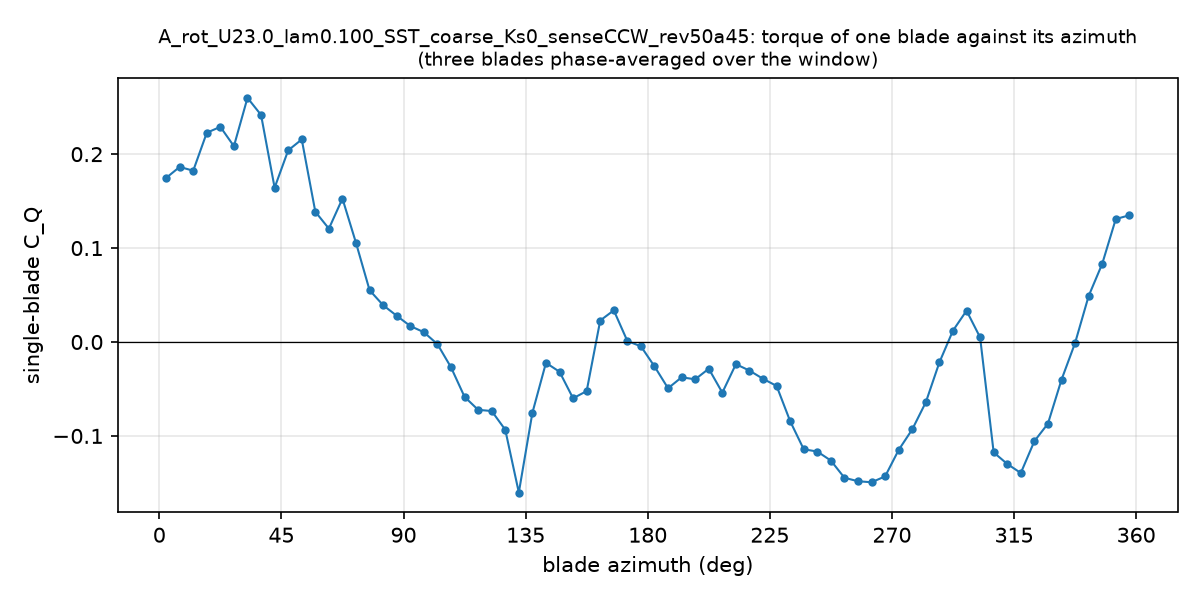 A_rot_U23.0_lam0.100_SST_coarse_Ks0_senseCCW_rev50a45: torque of one blade against its azimuth
(three blades phase-averaged over the window)
single-blade C_Q
0.2
0.1
0.0
−0.1
0 45 90 135 180 225 270 315 360
blade azimuth (deg)